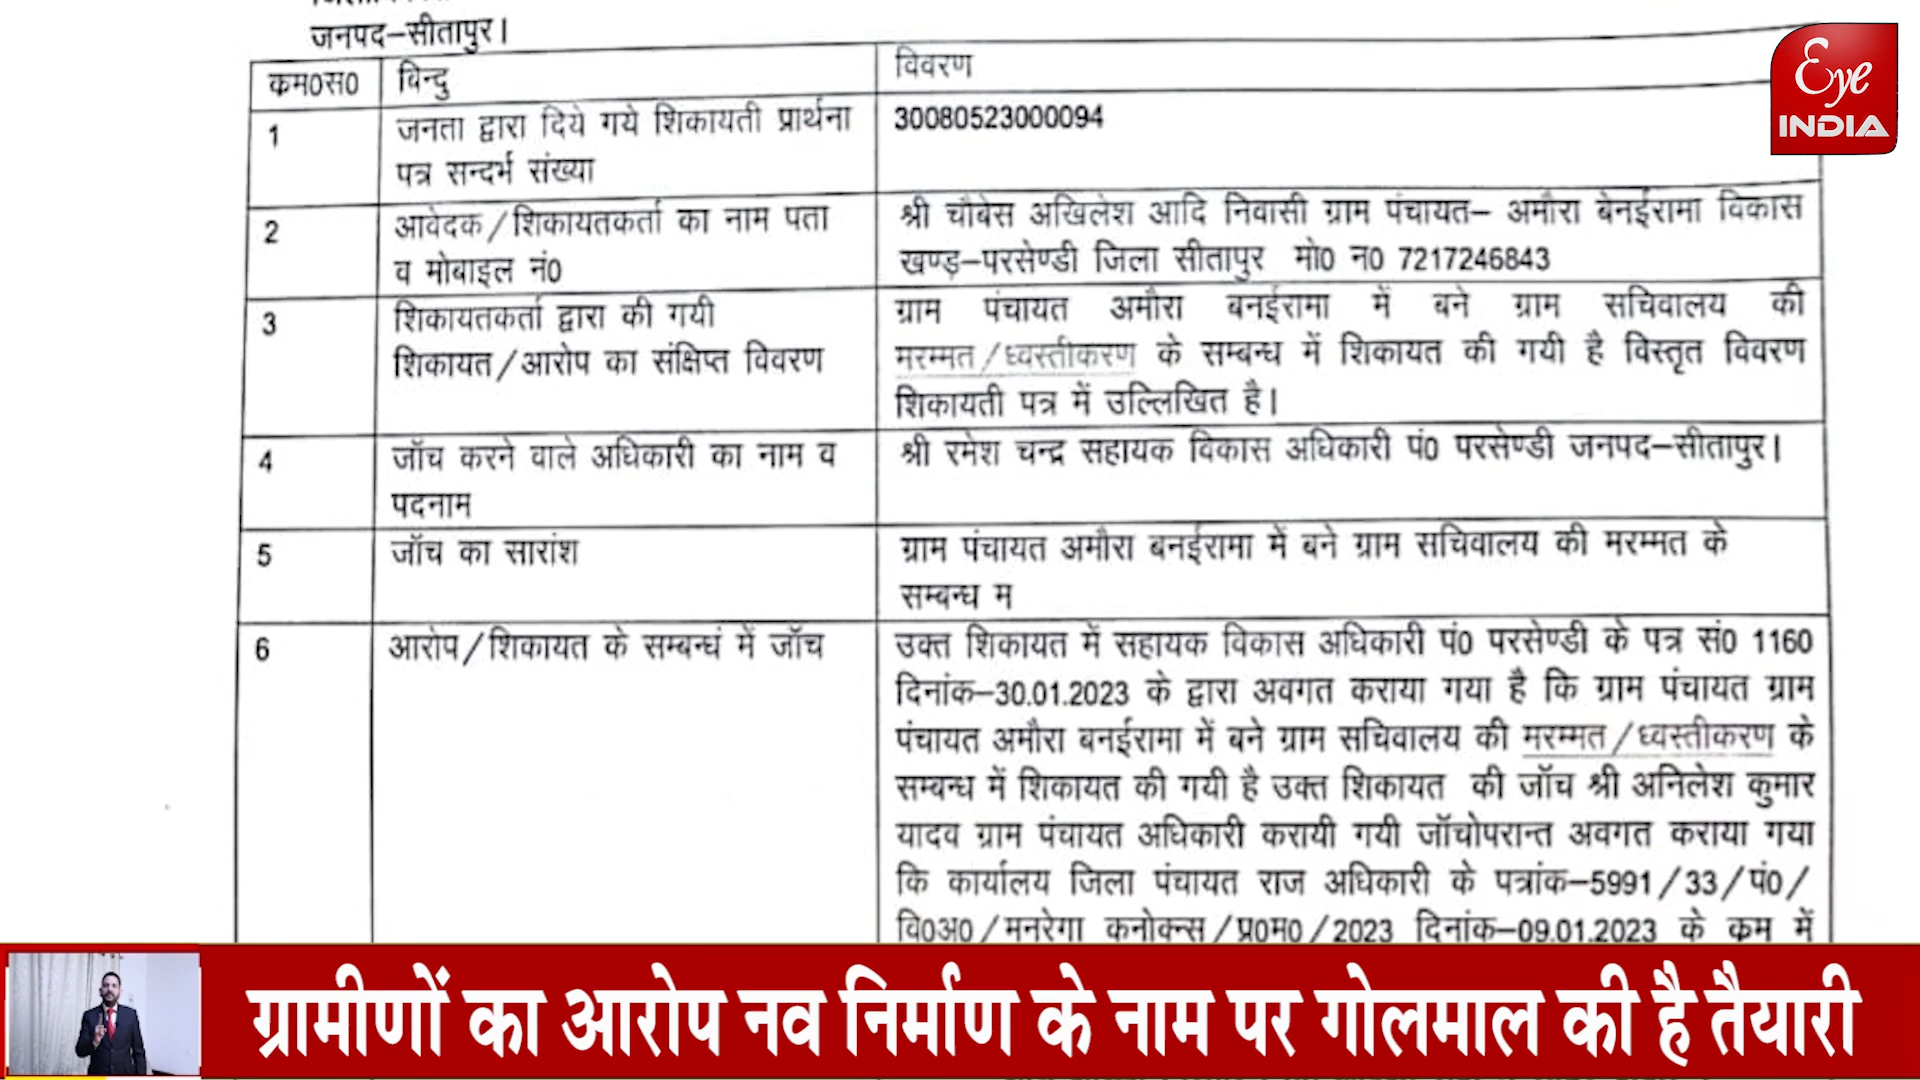 जनपद–सीतापुर।
कम0स0 बिन्दु विवरण
1 जनता द्वारा दिये गये शिकायती प्रार्थना 30080523000094
पत्र सन्दर्भ संख्या
2 आवेदक/शिकायतकर्ता का नाम पता श्री चौबेस अखिलेश आदि निवासी ग्राम पंचायत– अमौरा बेनईरामा विकास
व मोबाइल नं0 खण्ड–परसेण्डी जिला सीतापुर मो0 न0 7217246843
3 शिकायतकर्ता द्वारा की गयी ग्राम पंचायत अमौरा बनईरामा में बने ग्राम सचिवालय की
शिकायत/आरोप का संक्षिप्त विवरण मरम्मत/ध्वस्तीकरण के सम्बन्ध में शिकायत की गयी है विस्तृत विवरण
शिकायती पत्र में उल्लिखित है।
4 जॉच करने वाले अधिकारी का नाम व श्री रमेश चन्द्र सहायक विकास अधिकारी पं0 परसेण्डी जनपद–सीतापुर।
पदनाम
5 जॉच का सारांश ग्राम पंचायत अमौरा बनईरामा में बने ग्राम सचिवालय की मरम्मत के
सम्बन्ध म
6 आरोप/शिकायत के सम्बन्धं में जॉच उक्त शिकायत में सहायक विकास अधिकारी पं0 परसेण्डी के पत्र सं0 1160
दिनांक–30.01.2023 के द्वारा अवगत कराया गया है कि ग्राम पंचायत ग्राम
पंचायत अमौरा बनईरामा में बने ग्राम सचिवालय की मरम्मत/ध्वस्तीकरण के
सम्बन्ध में शिकायत की गयी है उक्त शिकायत की जॉच श्री अनिलेश कुमार
यादव ग्राम पंचायत अधिकारी करायी गयी जॉचोपरान्त अवगत कराया गया
कि कार्यालय जिला पंचायत राज अधिकारी के पत्रांक–5991/33/पं0/
वि0अ0/मनरेगा कनोक्न्स/प्र0म0/2023 दिनांक–09.01.2023 के कम में
Eye
INDIA
ग्रामीणों का आरोप नव निर्माण के नाम पर गोलमाल की है तैयारी